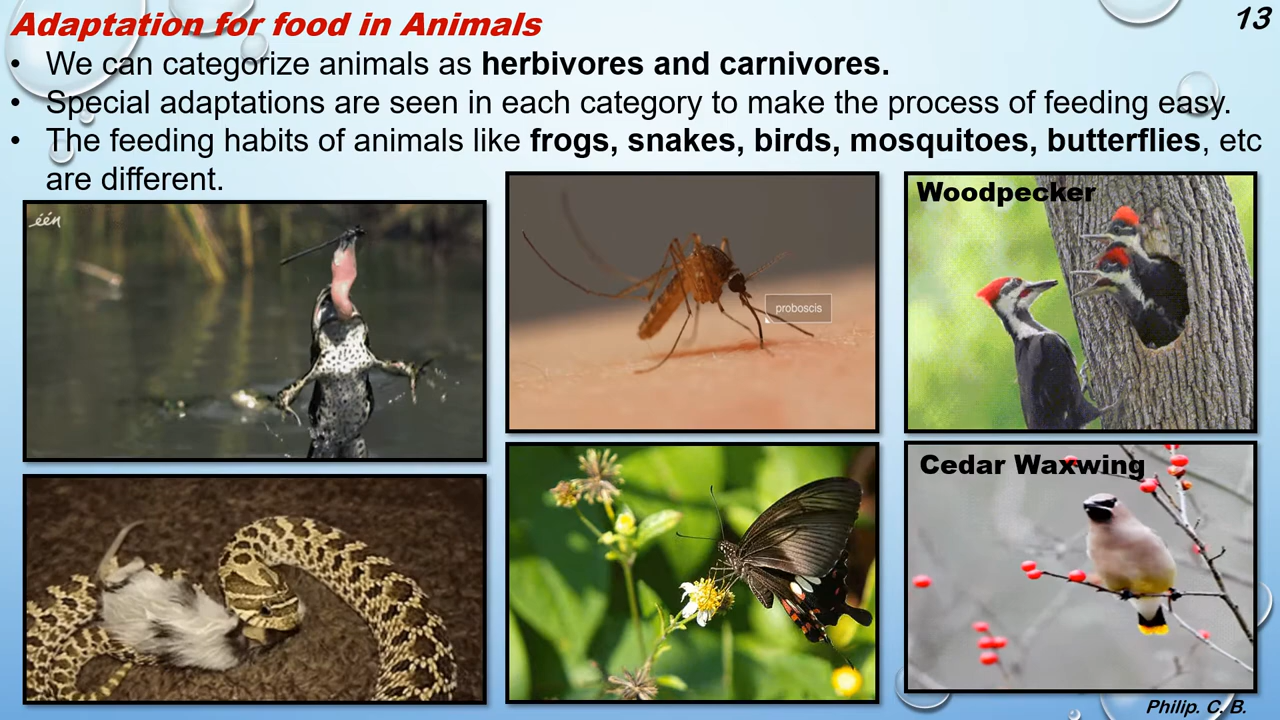 Adaptation for food in Animals
13
• We can categorize animals as herbivores and carnivores.
• Special adaptations are seen in each category to make the process of feeding easy.
• The feeding habits of animals like frogs, snakes, birds, mosquitoes, butterflies, etc
are different.
één
proboscis
Woodpecker
Cedar Waxwing
Philip. C. B.